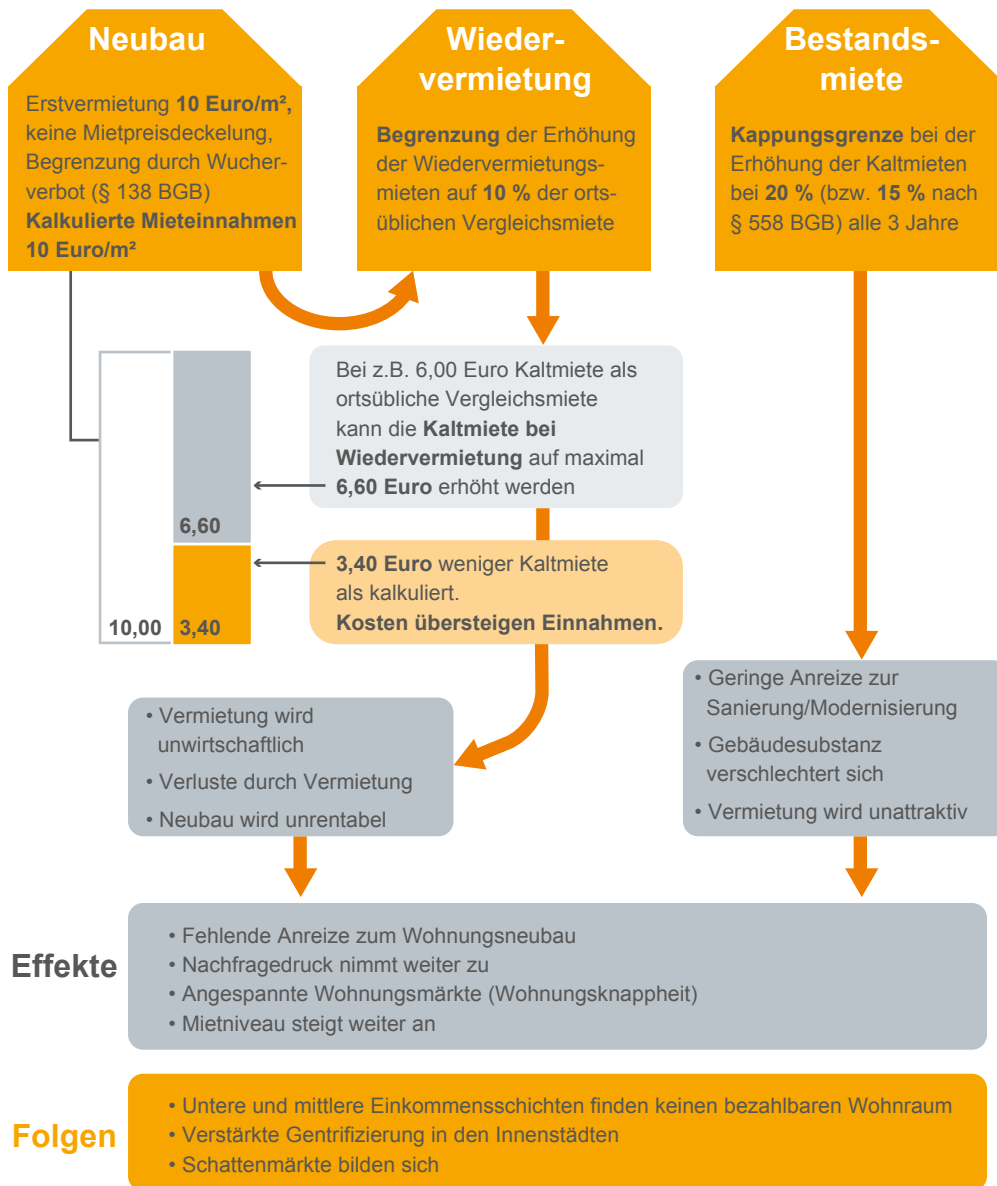 Neubau
Erstvermietung 10 Euro/m²,
keine Mietpreisdeckelung,
Begrenzung durch Wucher-
verbot (§ 138 BGB)
Kalkulierte Mieteinnahmen
10 Euro/m²
Wieder-
vermietung
Begrenzung der Erhöhung
der Wiedervermietungs-
mieten auf 10 % der orts-
üblichen Vergleichsmiete
Bestands-
miete
Kappungsgrenze bei der
Erhöhung der Kaltmieten
bei 20 % (bzw. 15 % nach
§ 558 BGB) alle 3 Jahre
Bei z.B. 6,00 Euro Kaltmiete als
ortsübliche Vergleichsmiete
kann die Kaltmiete bei
Wiedervermietung auf maximal
6,60 Euro erhöht werden
6,60
3,40 Euro weniger Kaltmiete
als kalkuliert.
Kosten übersteigen Einnahmen.
10,00
3,40
• Vermietung wird
unwirtschaftlich
• Verluste durch Vermietung
• Neubau wird unrentabel
• Geringe Anreize zur
Sanierung/Modernisierung
• Gebäudesubstanz
verschlechtert sich
• Vermietung wird unattraktiv
Effekte
• Fehlende Anreize zum Wohnungsneubau
• Nachfragedruck nimmt weiter zu
• Angespannte Wohnungsmärkte (Wohnungsknappheit)
• Mietniveau steigt weiter an
Folgen
• Untere und mittlere Einkommensschichten finden keinen bezahlbaren Wohnraum
• Verstärkte Gentrifizierung in den Innenstädten
• Schattenmärkte bilden sich